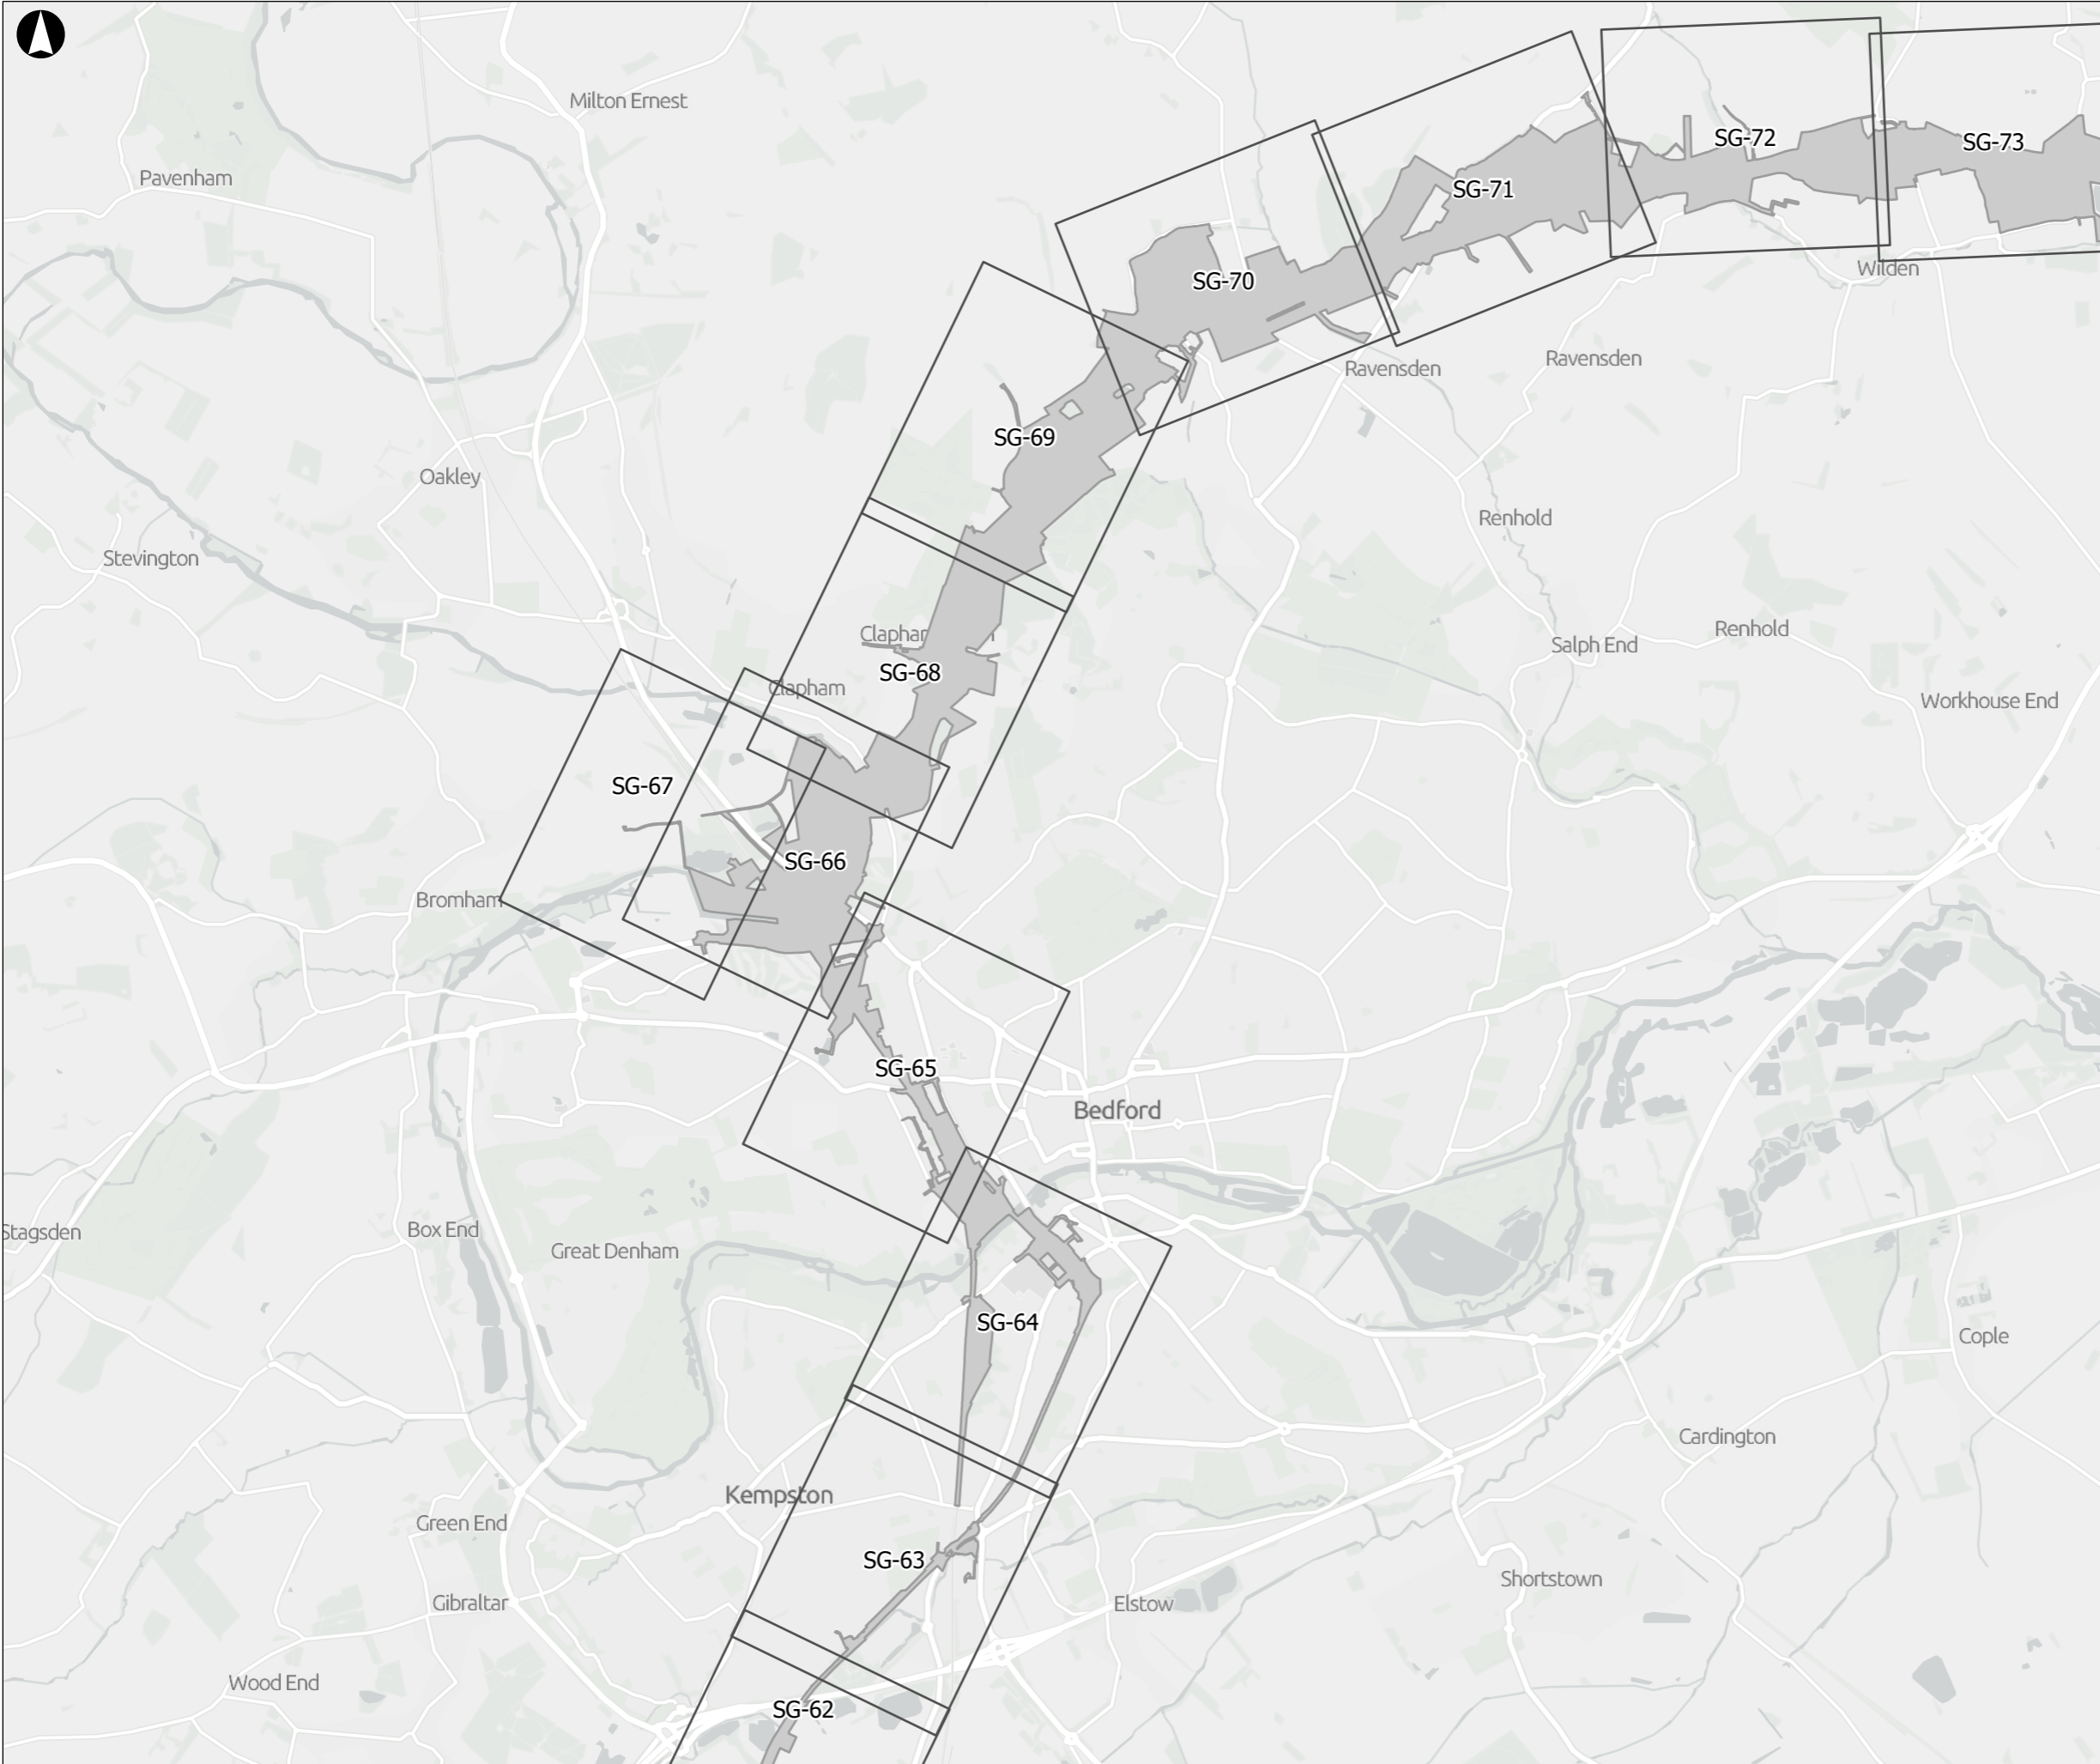 Milton Ernest
SG-72
SG-73
Pavenham
SG-71
Wilden
SG-70
Ravensden
Ravensden
SG-69
Oakley
Renhold
Stevington
Renhold
Salph End
SG-68
Clapham
Workhouse End
SG-67
SG-66
Bromham
SG-65
Bedford
Stagsden
Box End
Great Denham
SG-64
Cople
Cardington
Kempston
Green End
SG-63
Shortstown
Gibraltar
Elstow
Wood End
SG-62